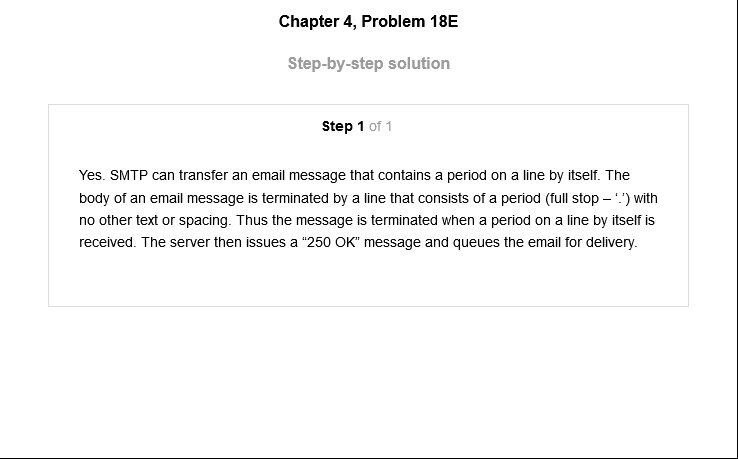 Chapter 4, Problem 18E
Step-by-step solution
Step 1 of 1
Yes. SMTP can transfer an email message that contains a period on a line by itself. The
body of an email message is terminated by a line that consists of a period (full stop – ‘.’) with
no other text or spacing. Thus the message is terminated when a period on a line by itself is
received. The server then issues a “250 OK” message and queues the email for delivery.